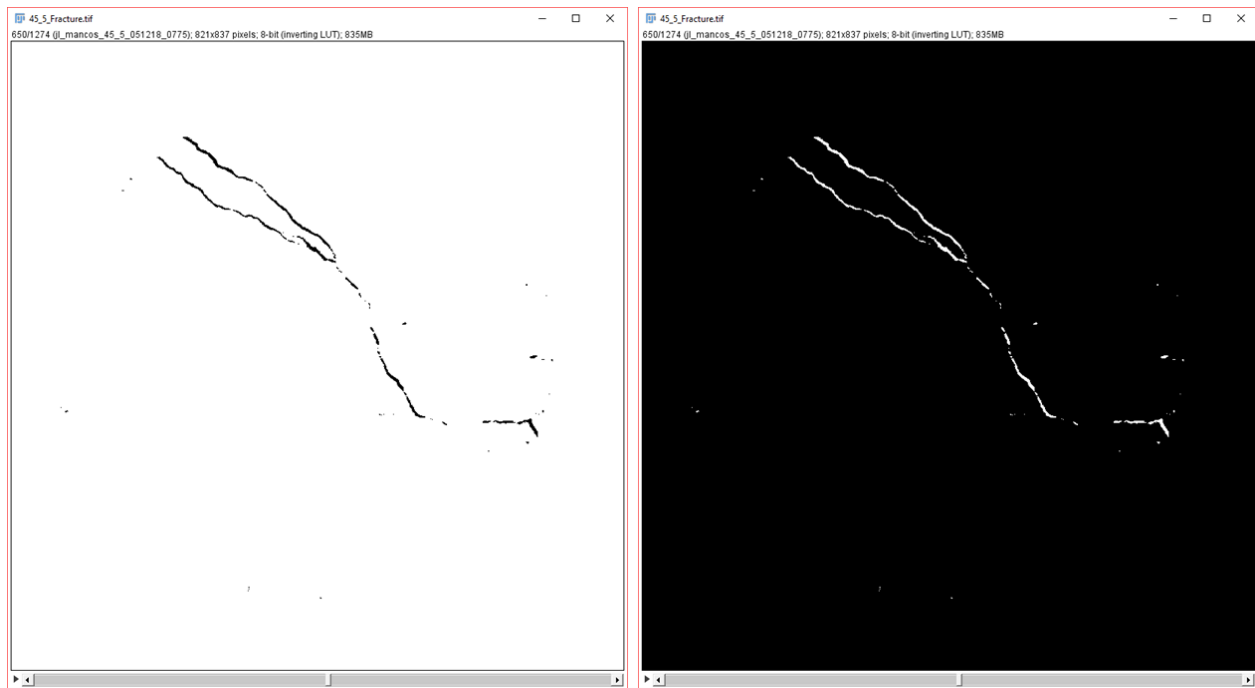 45_5_Fracture.tif
650/1274 (jl_mancos_45_5_051218_0775); 821x837 pixels; 8-bit (inverting LUT); 835MB
45_5_Fracture.tif
650/1274 (jl_mancos_45_5_051218_0775); 821x837 pixels; 8-bit (inverting LUT); 835MB